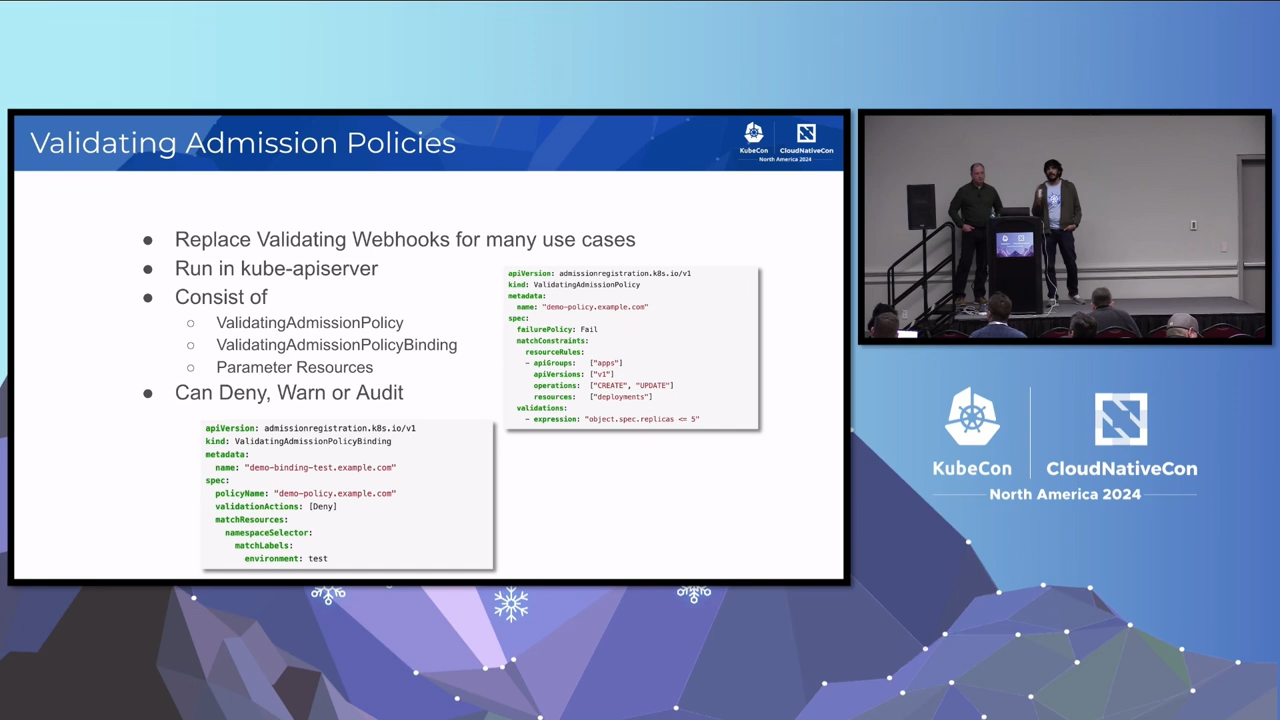 Validating Admission Policies
KubeCon
CloudNativeCon
North America 2024
● Replace Validating Webhooks for many use cases
● Run in kube-apiserver
● Consist of
○ ValidatingAdmissionPolicy
○ ValidatingAdmissionPolicyBinding
○ Parameter Resources
● Can Deny, Warn or Audit
apiVersion: admissionregistration.k8s.io/v1
kind: ValidatingAdmissionPolicy
metadata:
  name: "demo-policy.example.com"
spec:
  failurePolicy: Fail
  matchConstraints:
    resourceRules:
    - apiGroups:   ["apps"]
      apiVersions: ["v1"]
      operations:  ["CREATE", "UPDATE"]
      resources:   ["deployments"]
  validations:
    - expression: "object.spec.replicas <= 5"
apiVersion: admissionregistration.k8s.io/v1
kind: ValidatingAdmissionPolicyBinding
metadata:
  name: "demo-binding-test.example.com"
spec:
  policyName: "demo-policy.example.com"
  validationActions: [Deny]
  matchResources:
    namespaceSelector:
      matchLabels:
        environment: test
KubeCon
CloudNativeCon
North America 2024